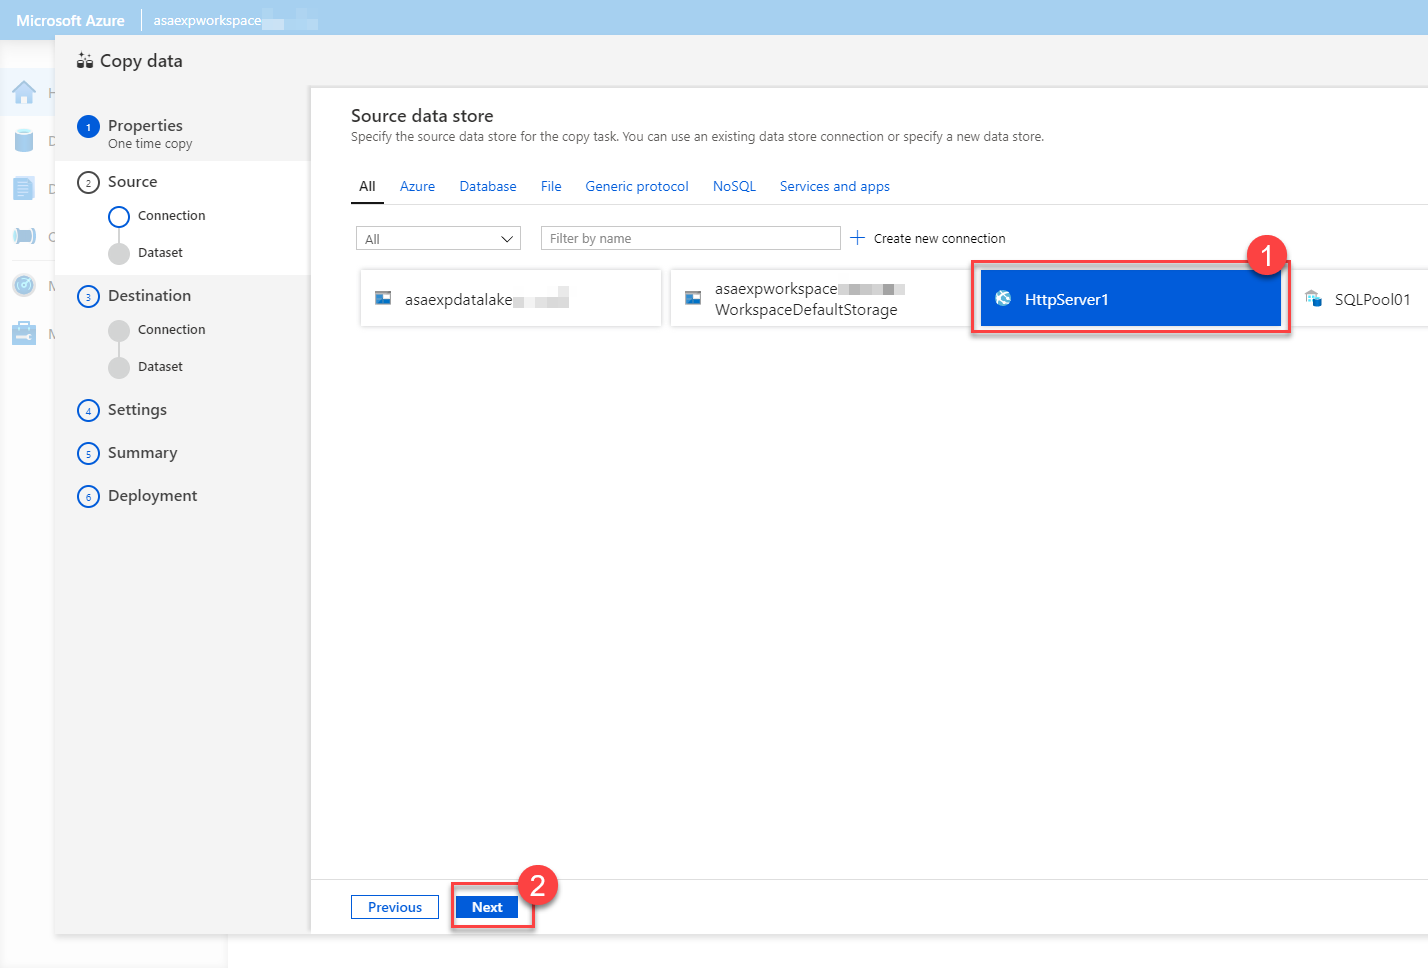 Microsoft Azure
asaexpworkspace
Copy data
1
Properties
One time copy
2
Source
Connection
Dataset
3
Destination
Connection
Dataset
4
Settings
5
Summary
6
Deployment
Source data store
Specify the source data store for the copy task. You can use an existing data store connection or specify a new data store.
All Azure Database File Generic protocol NoSQL Services and apps
All
Filter by name
Create new connection
asaexpdatalake
asaexpworkspace
WorkspaceDefaultStorage
HttpServer1
1
SQLPool01
Previous
Next
2